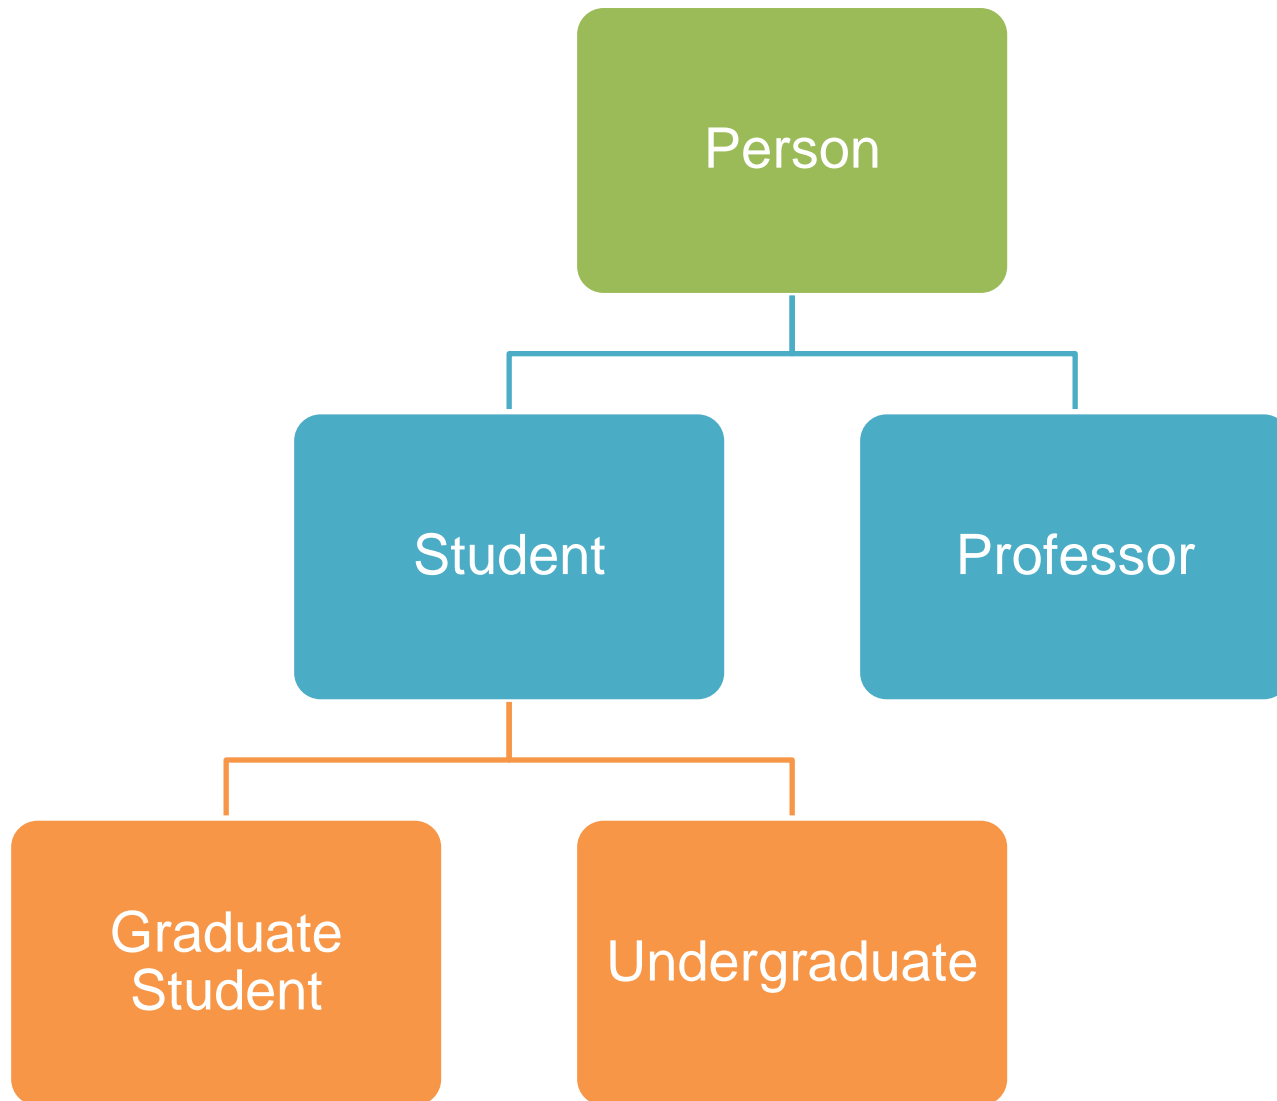 Person
Student
Professor
Graduate
Student
Undergraduate